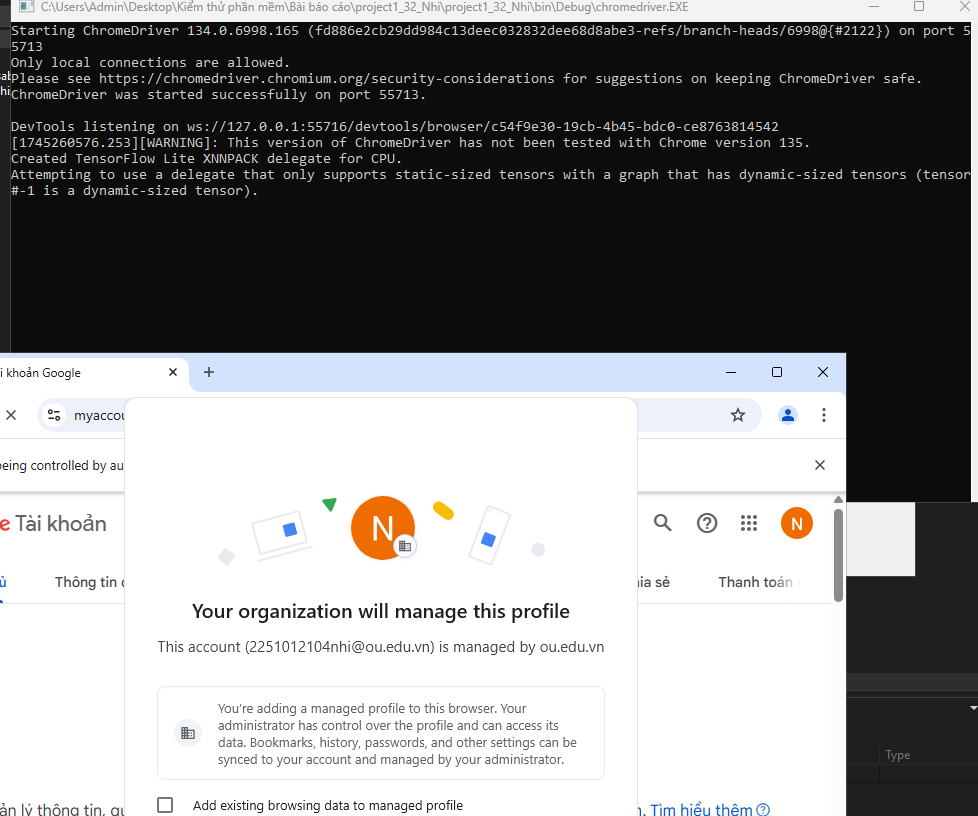 C:\Users\Admin\Desktop\Kiểm thử phần mềm\Bài báo cáo\project1_32_Nhi\project1_32_Nhi\bin\Debug\chromedriver.EXE
Starting ChromeDriver 134.0.6998.165 (fd886e2cb29dd984c13deec032832dee68d8abe3-refs/branch-heads/6998@{#2122}) on port 5
5713
Only local connections are allowed.
Please see https://chromedriver.chromium.org/security-considerations for suggestions on keeping ChromeDriver safe.
ChromeDriver was started successfully on port 55713.
DevTools listening on ws://127.0.0.1:55716/devtools/browser/c54f9e30-19cb-4b45-bdc0-ce8763814542
[1745260576.253][WARNING]: This version of ChromeDriver has not been tested with Chrome version 135.
Created TensorFlow Lite XNNPACK delegate for CPU.
Attempting to use a delegate that only supports static-sized tensors with a graph that has dynamic-sized tensors (tensor
#-1 is a dynamic-sized tensor).
i khoản Google
myaccou
being controlled by au
e Tài khoản
N
Thông tin
ia sẻ
Thanh toán
N
Your organization will manage this profile
This account (2251012104nhi@ou.edu.vn) is managed by ou.edu.vn
You're adding a managed profile to this browser. Your
administrator has control over the profile and can access its
data. Bookmarks, history, passwords, and other settings can be
synced to your account and managed by your administrator.
Add existing browsing data to managed profile
ản lý thông tin, qu
Tìm hiểu thêm
Type